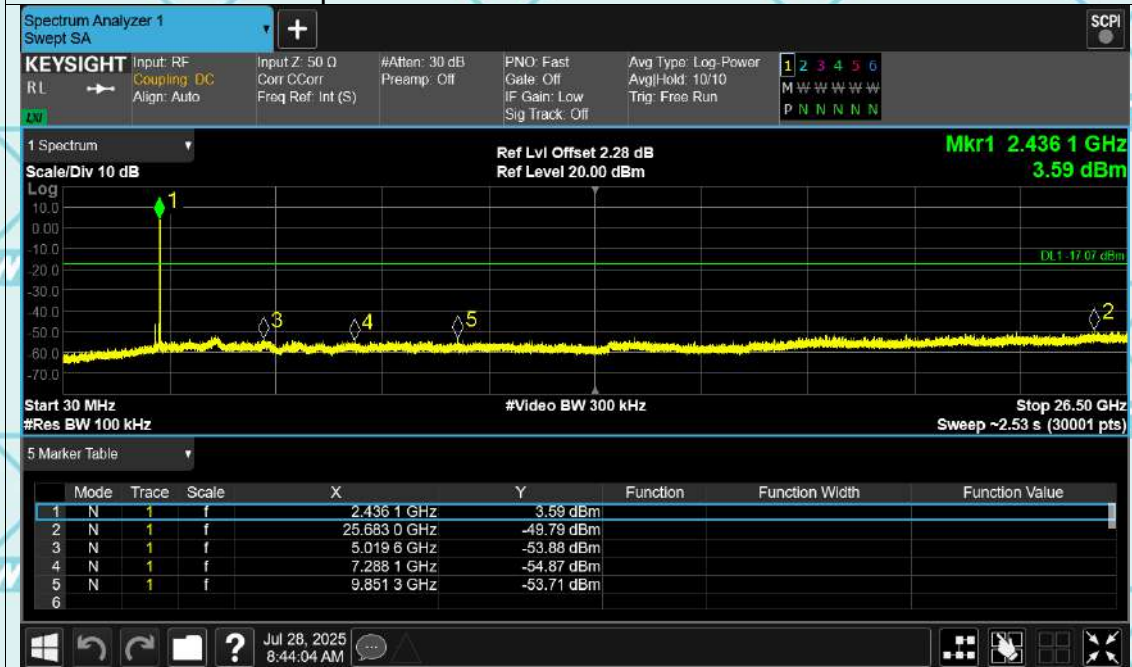 Spectrum Analyzer 1
Swept SA
+
SCPI
KEYSIGHT
RL
LXI
Input: RF
Coupling: DC
Align: Auto
Input Z: 50 Ω
Corr CCorr
Freq Ref: Int (S)
#Atten: 30 dB
Preamp: Off
PNO: Fast
Gate: Off
IF Gain: Low
Sig Track: Off
Avg Type: Log-Power
Avg|Hold: 10/10
Trig: Free Run
1 2 3 4 5 6
M W W W W W
P N N N N N
1 Spectrum
Scale/Div 10 dB
Ref Lvl Offset 2.28 dB
Ref Level 20.00 dBm
Mkr1 2.436 1 GHz
3.59 dBm
Log
10.0
0.00
-10.0
-20.0
-30.0
-40.0
-50.0
-60.0
-70.0
1
3
4
5
2
DL1 -17.07 dBm
Start 30 MHz
#Res BW 100 kHz
#Video BW 300 kHz
Stop 26.50 GHz
Sweep ~2.53 s (30001 pts)
5 Marker Table
Mode Trace Scale X Y Function Function Width Function Value
1 N 1 f 2.436 1 GHz 3.59 dBm
2 N 1 f 25.683 0 GHz -49.79 dBm
3 N 1 f 5.019 6 GHz -53.88 dBm
4 N 1 f 7.288 1 GHz -54.87 dBm
5 N 1 f 9.851 3 GHz -53.71 dBm
6
?
Jul 28, 2025
8:44:04 AM